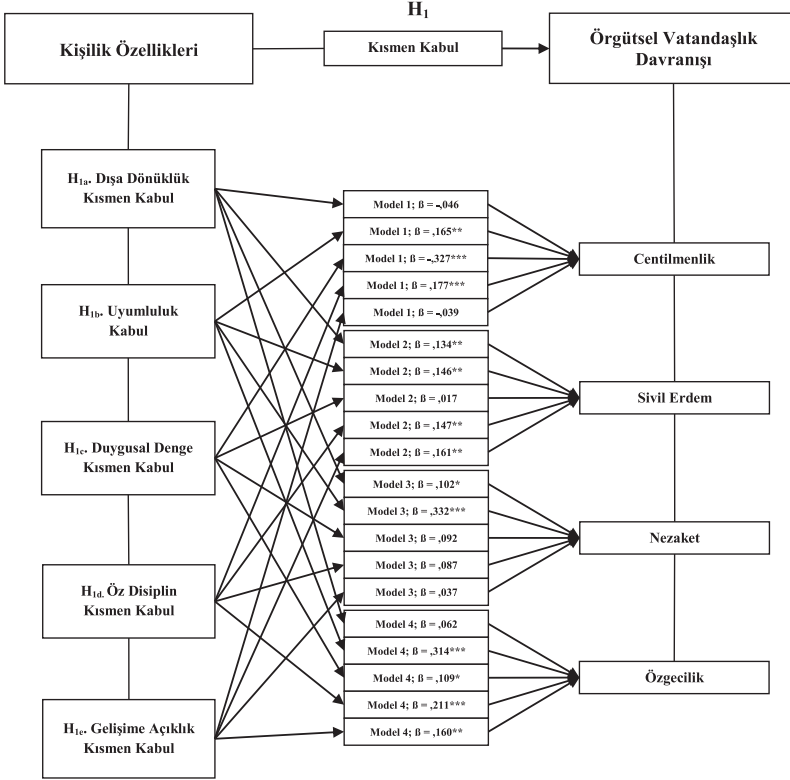 H1
Kişilik Özellikleri
Kısmen Kabul
Örgütsel Vatandaşlık
Davranışı
H1a. Dışa Dönüklük
Kısmen Kabul
H1b. Uyumluluk
Kabul
H1c. Duygusal Denge
Kısmen Kabul
H1d. Öz Disiplin
Kısmen Kabul
H1e. Gelişime Açıklık
Kısmen Kabul
Model 1; ß = -,046
Model 1; ß = ,165**
Model 1; ß = -,327***
Model 1; ß = ,177***
Model 1; ß = -,039
Model 2; ß = ,134**
Model 2; ß = ,146**
Model 2; ß = ,017
Model 2; ß = ,147**
Model 2; ß = ,161**
Model 3; ß = ,102*
Model 3; ß = ,332***
Model 3; ß = ,092
Model 3; ß = ,087
Model 3; ß = ,037
Model 4; ß = ,062
Model 4; ß = ,314***
Model 4; ß = ,109*
Model 4; ß = ,211***
Model 4; ß = ,160**
Centilmenlik
Sivil Erdem
Nezaket
Özgecilik